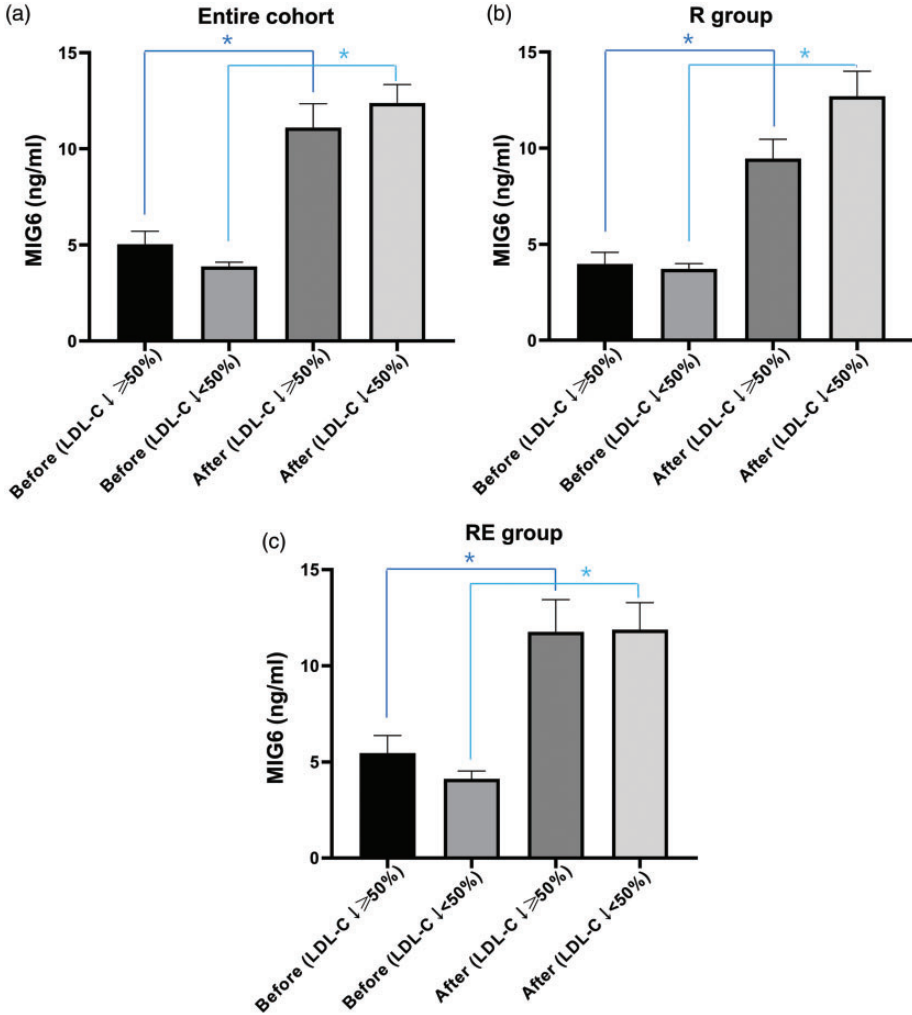 (a)
Entire cohort
*
*
MIG6 (ng/ml)
15
10
5
0
Before (LDL-C ↓ ⩾50%)
Before (LDL-C ↓<50%)
After (LDL-C ↓ ⩾50%)
After (LDL-C ↓<50%)
(b)
R group
*
*
MIG6 (ng/ml)
15
10
5
0
Before (LDL-C ↓ ⩾50%)
Before (LDL-C ↓<50%)
After (LDL-C ↓ ⩾50%)
After (LDL-C ↓<50%)
(c)
RE group
*
*
MIG6 (ng/ml)
15
10
5
0
Before (LDL-C ↓ ⩾50%)
Before (LDL-C ↓<50%)
After (LDL-C ↓ ⩾50%)
After (LDL-C ↓<50%)